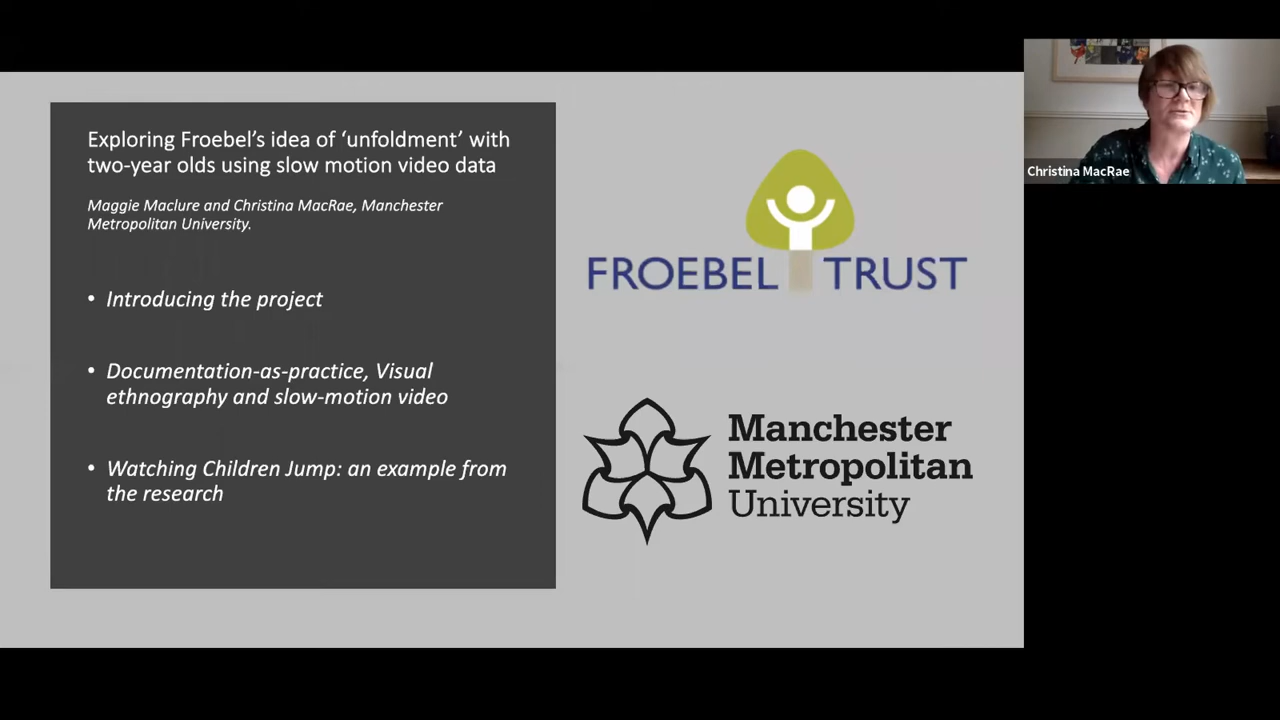 Exploring Froebel's idea of 'unfoldment' with
two-year olds using slow motion video data
Maggie Maclure and Christina MacRae, Manchester
Metropolitan University.
• Introducing the project
• Documentation-as-practice, Visual
ethnography and slow-motion video
• Watching Children Jump: an example from
the research
FROEBEL TRUST
Manchester
Metropolitan
University
Christina MacRae